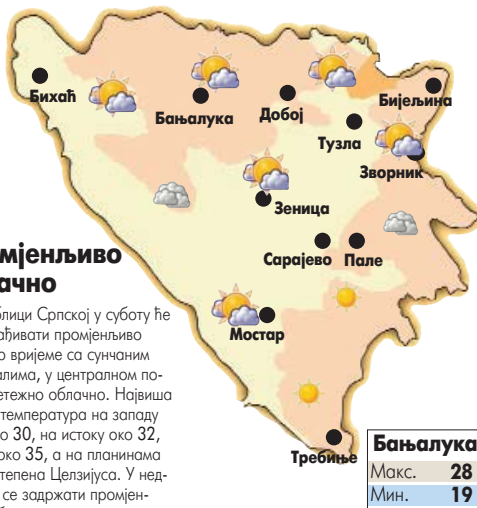 Бихаћ
Бањалука
Добој
Бијељина
Тузла
Зворник
Зеница
Сарајево Пале
Мостар
Требиње
мјенљиво
ачно
блици Српској у суботу ће
ађивати промјенљиво
о вријеме са сунчаним
алима, у централном по-
етежно облачно. Највиша
температура на западу
о 30, на истоку око 32,
око 35, а на планинама
тепена Целзијуса. У нед-
се задржати промјен-
Бањалука
Макс. 28
Мин. 19